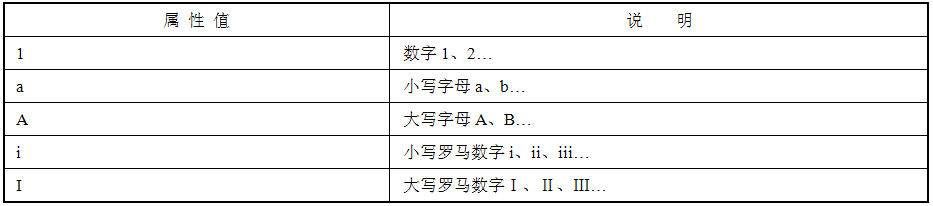 属 性 值 说 明
1 数字 1、2…
a 小写字母 a、b…
A 大写字母 A、B…
i 小写罗马数字 i、ii、iii…
I 大写罗马数字Ⅰ、Ⅱ、Ⅲ…